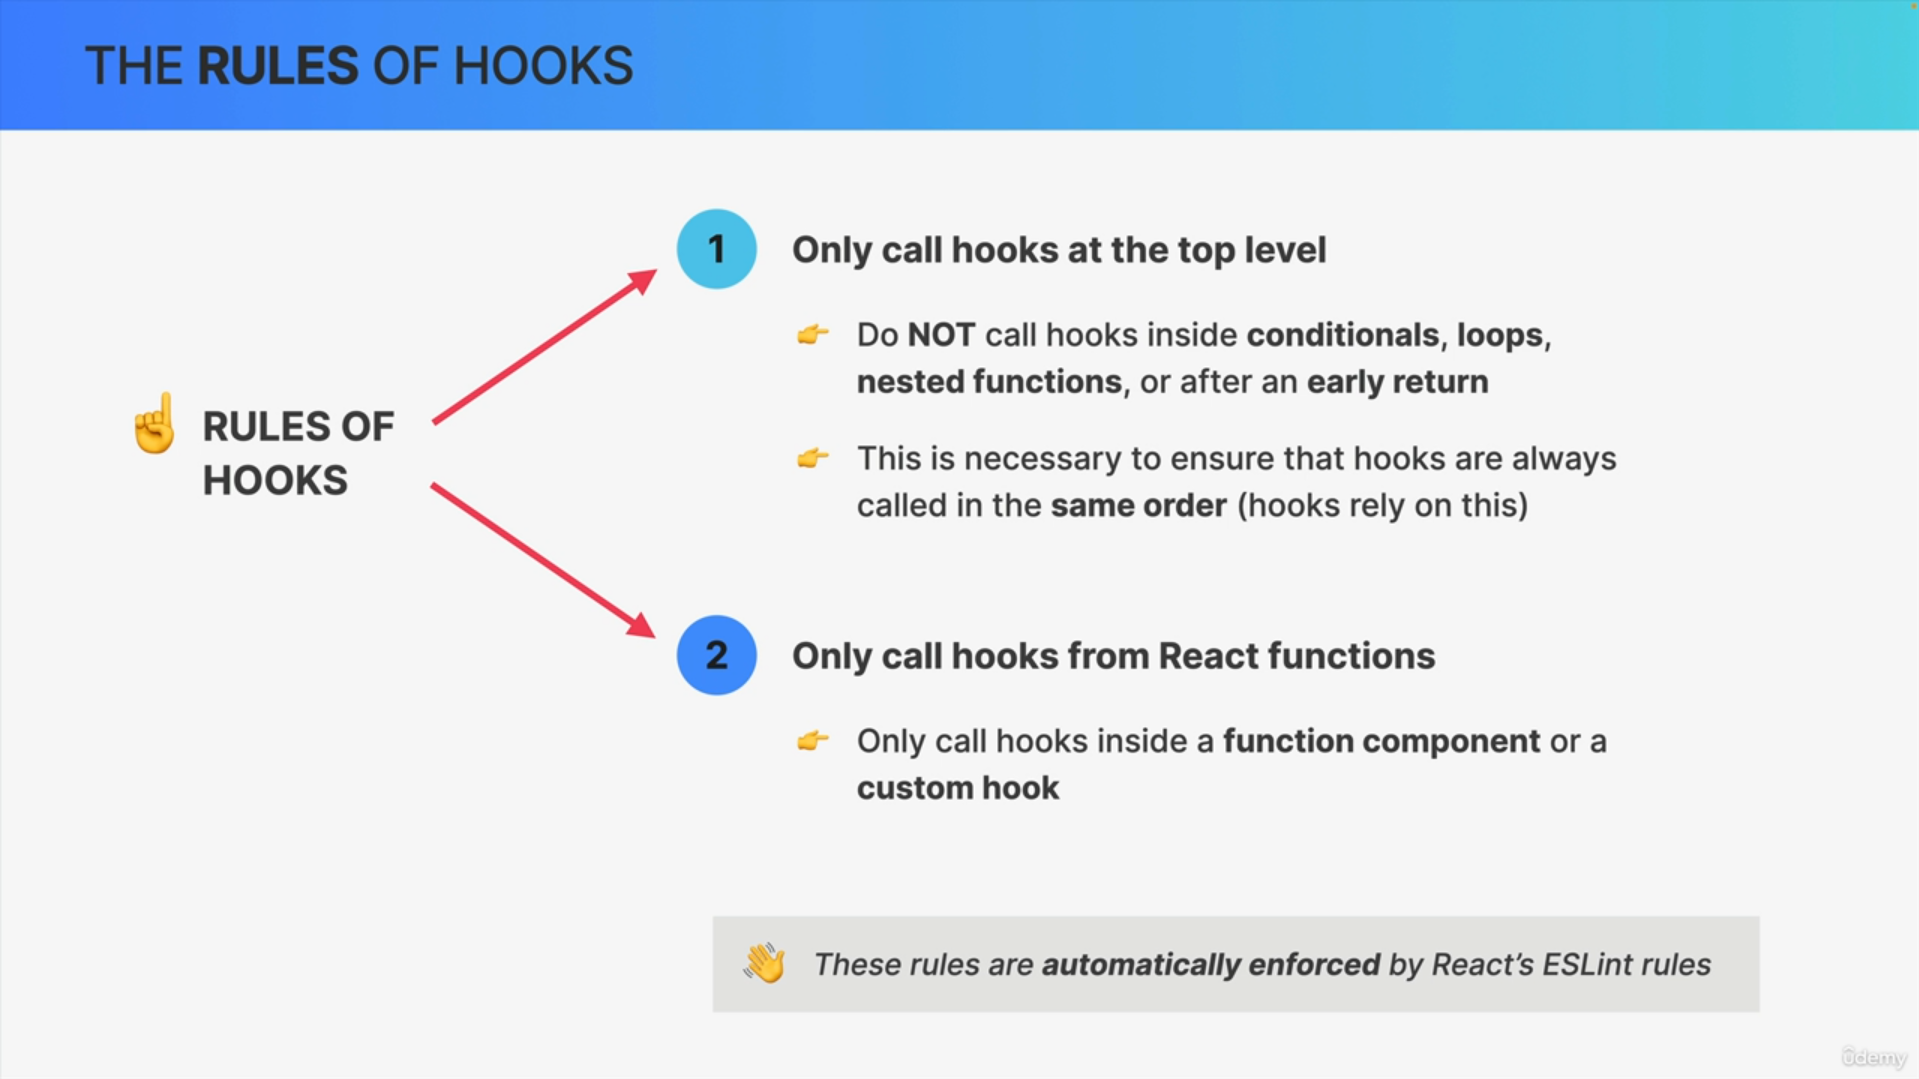 THE RULES OF HOOKS
RULES OF
HOOKS
1
Only call hooks at the top level
Do NOT call hooks inside conditionals, loops,
nested functions, or after an early return
This is necessary to ensure that hooks are always
called in the same order (hooks rely on this)
2
Only call hooks from React functions
Only call hooks inside a function component or a
custom hook
These rules are automatically enforced by React’s ESLint rules
ûdemy